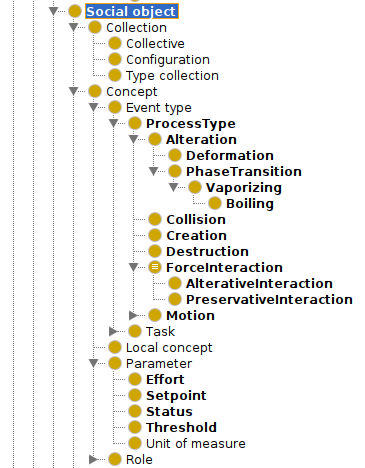 Social object
Collection
Collective
Configuration
Type collection
Concept
Event type
ProcessType
Alteration
Deformation
PhaseTransition
Vaporizing
Boiling
Collision
Creation
Destruction
ForceInteraction
AlterativeInteraction
PreservativeInteraction
Motion
Task
Local concept
Parameter
Effort
Setpoint
Status
Threshold
Unit of measure
Role